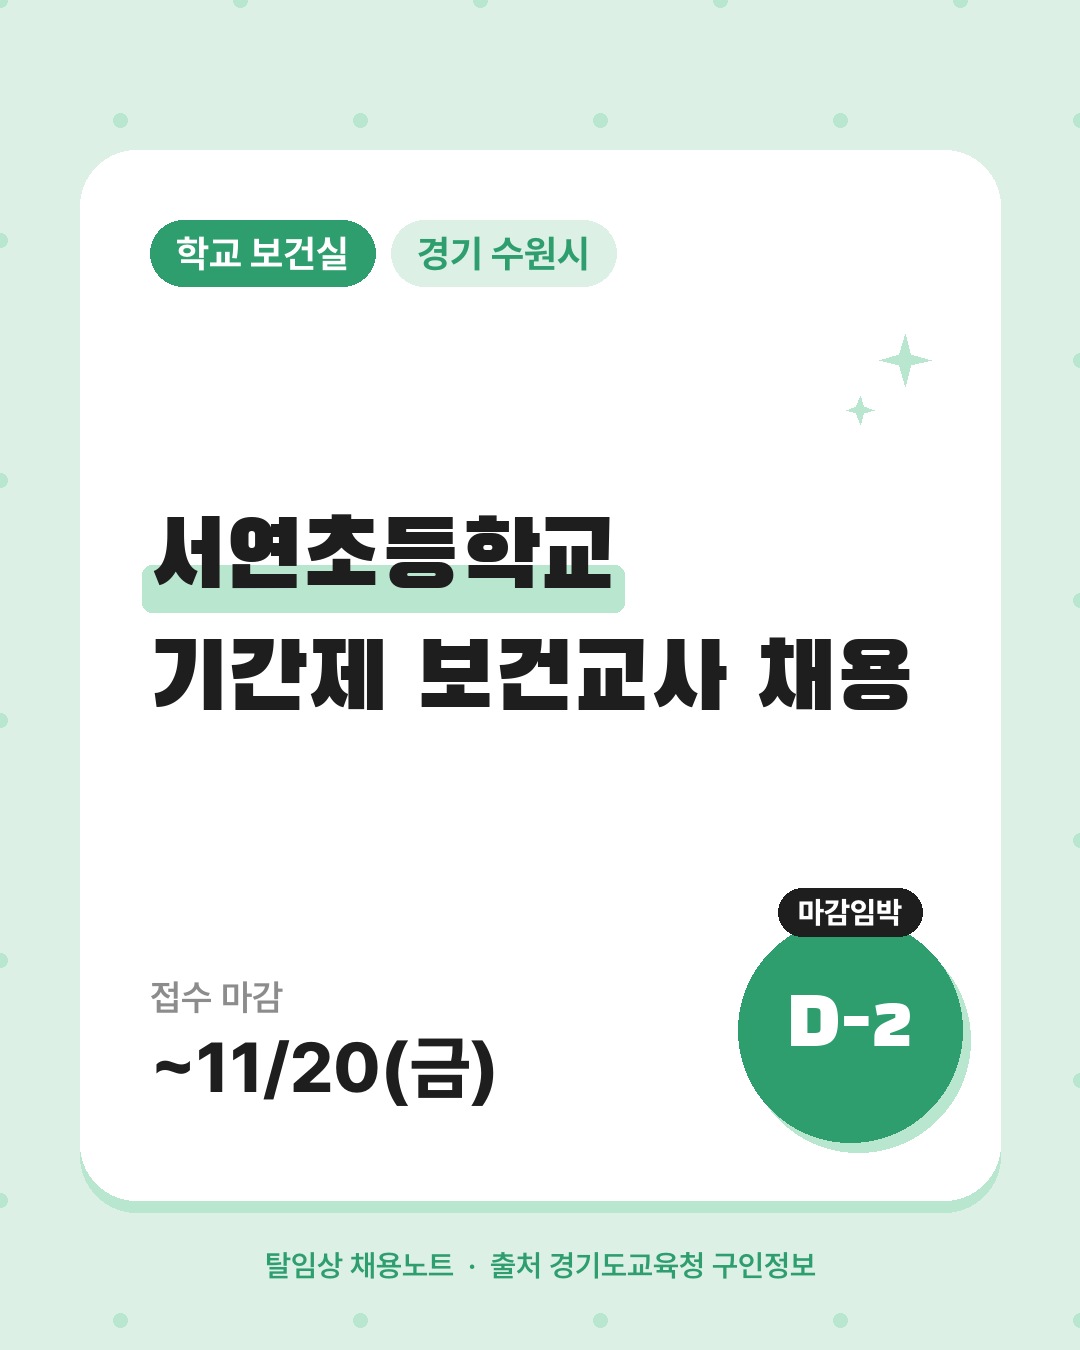 학교 보건실 경기 수원시
서연초등학교
기간제 보건교사 채용
마감임박
D-2
접수 마감
~11/20(금)
탈임상 채용노트 · 출처 경기도교육청 구인정보